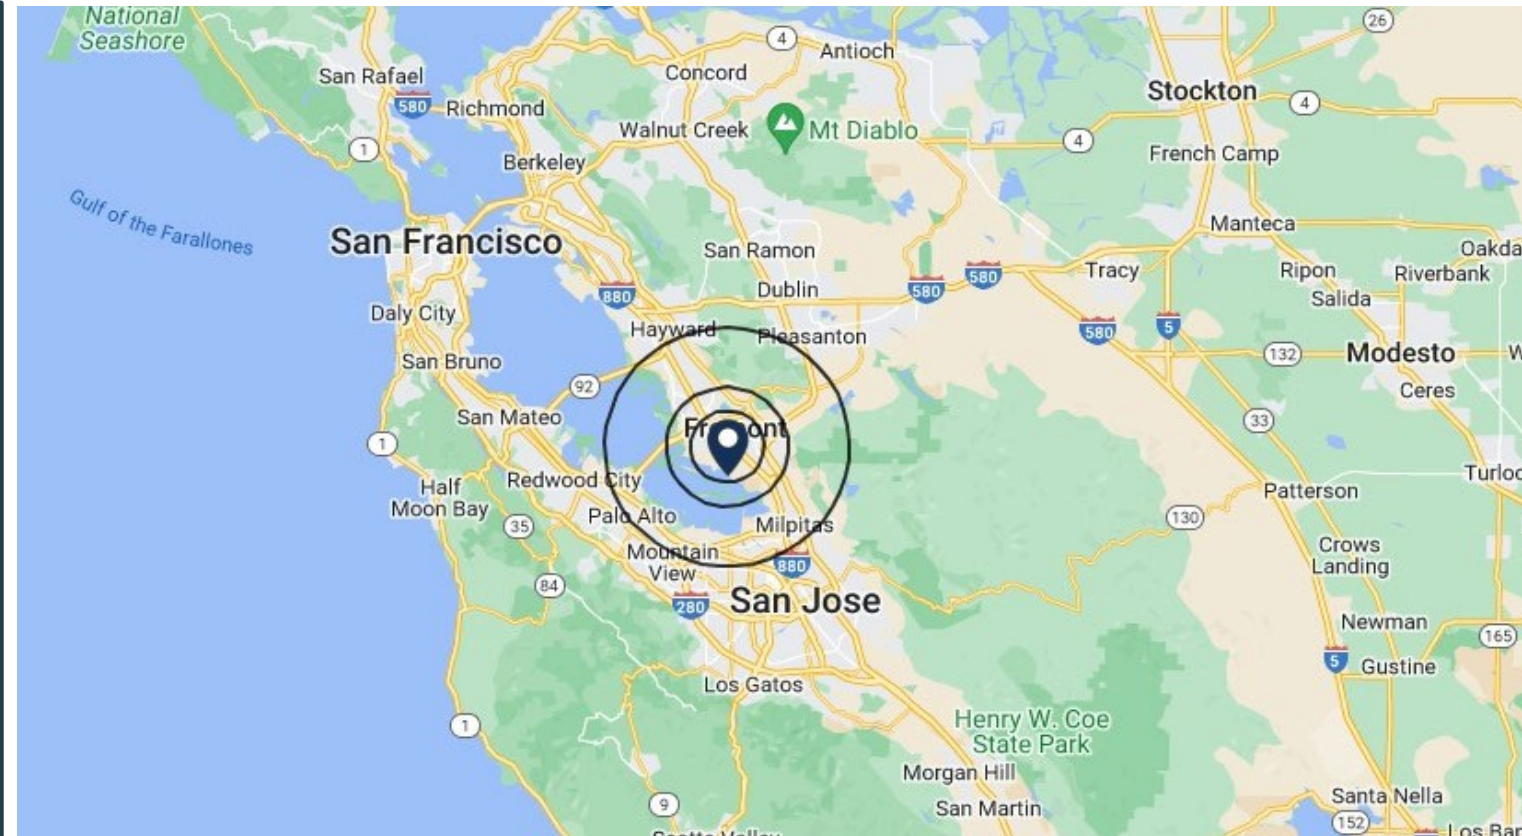 National
Seashore
26
4
Antioch
San Rafael
Concord
Stockton
580
Richmond
4
Walnut Creek
Mt Diablo
4
1
Berkeley
French Camp
Gulf of the Farallones
Manteca
San Francisco
San Ramon
Oakda
Tracy
Ripon
Riverbank
580
580
880
Dublin
Salida
Daly City
580
5
Hayward
Pleasanton
San Bruno
132
Modesto
W
92
Ceres
San Mateo
33
Fremont
1
Redwood City
Turloc
Half
Moon Bay
Patterson
35
Palo Alto
Milpitas
130
Mountain
View
880
Crows
Landing
84
280
San Jose
Newman
165
5
Gustine
Los Gatos
1
Henry W. Coe
State Park
Morgan Hill
9
San Martin
Santa Nella
152
Los Ban